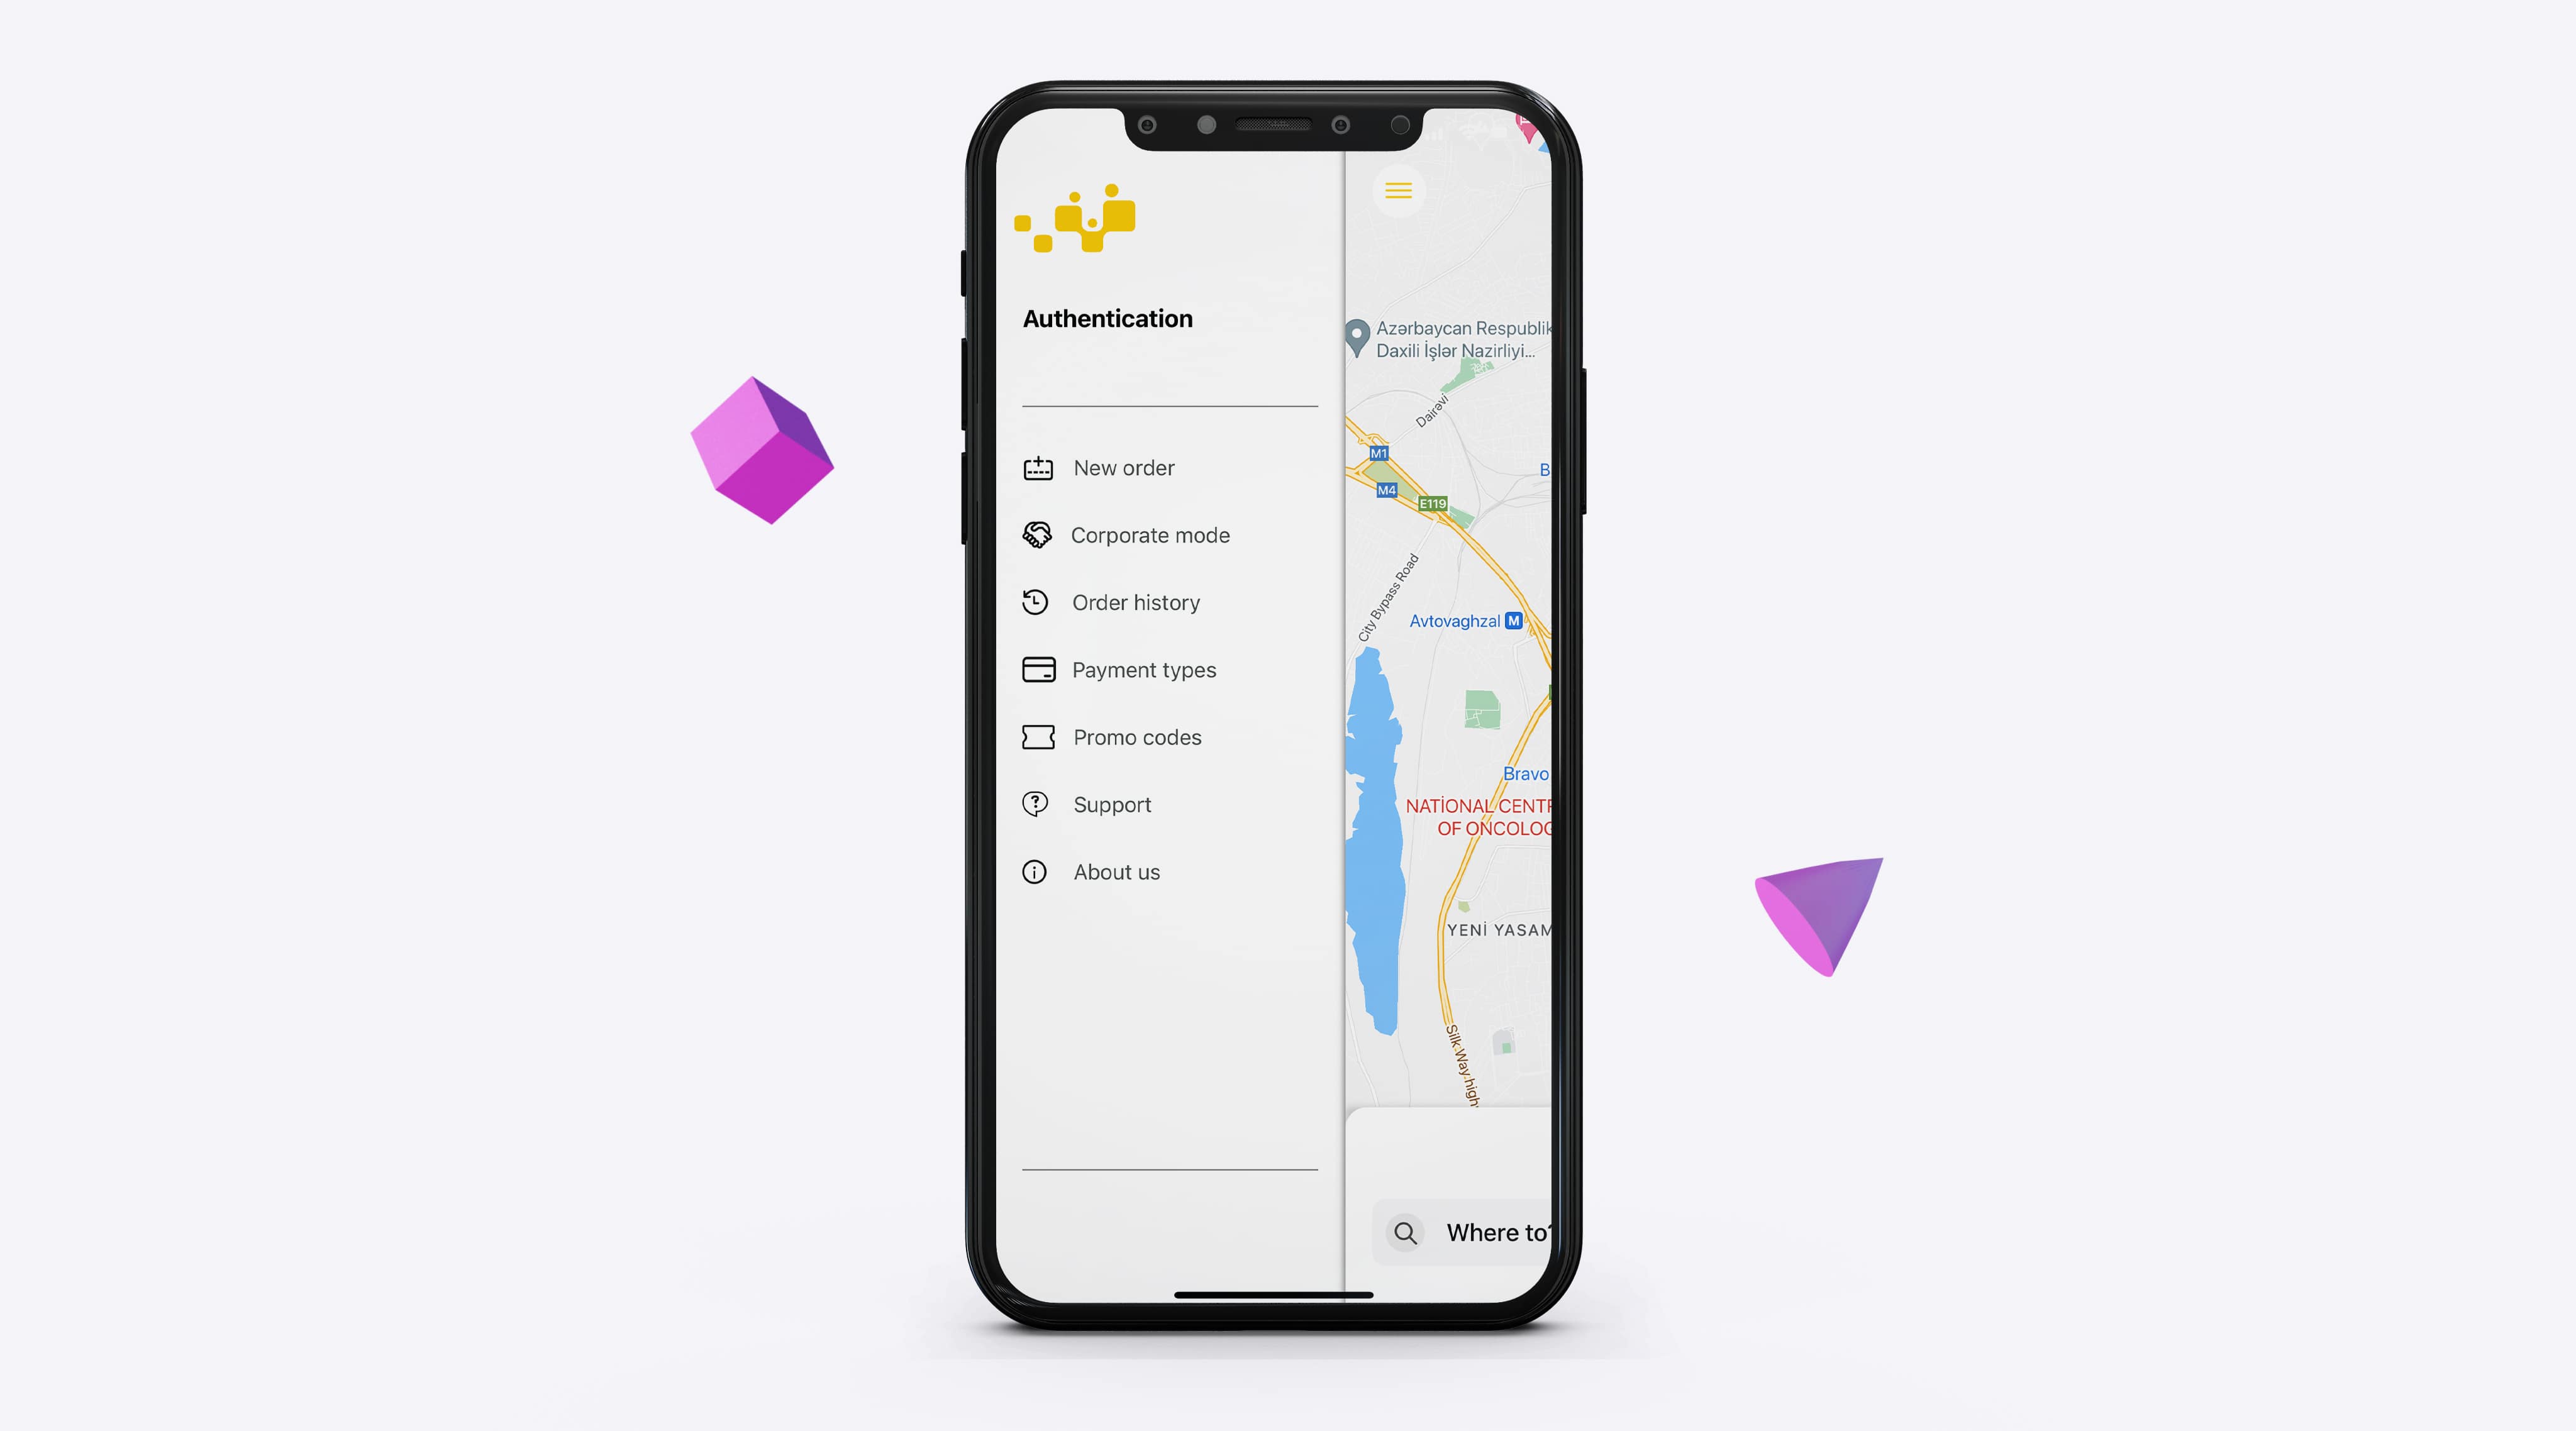 Authentication
New order
Corporate mode
Order history
Payment types
Promo codes
Support
About us
Azərbaycan Respublik
Daxili İşlər Nazirliyi...
Dairəvi
M1
M4
E119
B
City Bypass Road
Avtovaghzal M
Bravo
NATİONAL CENTR
OF ONCOLOG
YENİ YASAM
Silk Way high
Where to?